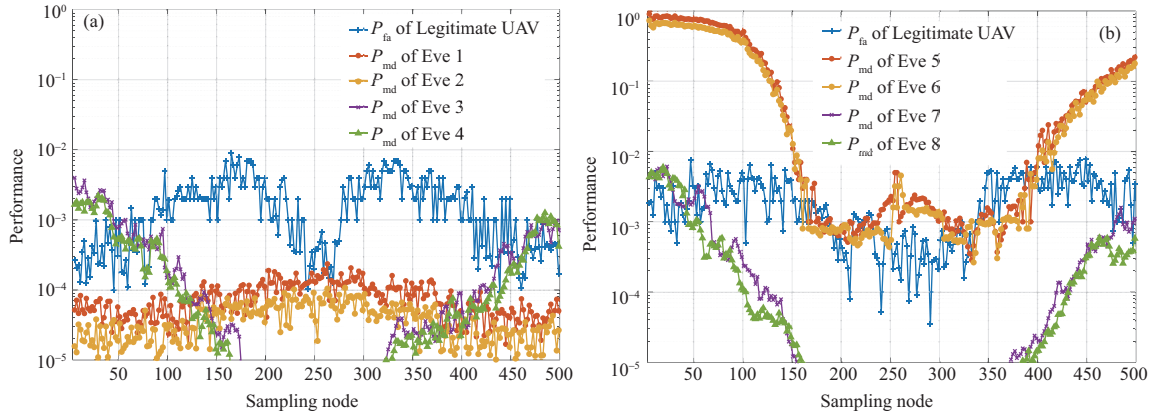 (a)
P_fa of Legitimate UAV
P_md of Eve 1
P_md of Eve 2
P_md of Eve 3
P_md of Eve 4
10^0
10^-1
10^-2
10^-3
10^-4
10^-5
Performance
50 100 150 200 250 300 350 400 450 500
Sampling node
(b)
P_fa of Legitimate UAV
P_md of Eve 5
P_md of Eve 6
P_md of Eve 7
P_md of Eve 8
10^0
10^-1
10^-2
10^-3
10^-4
10^-5
Performance
50 100 150 200 250 300 350 400 450 500
Sampling node